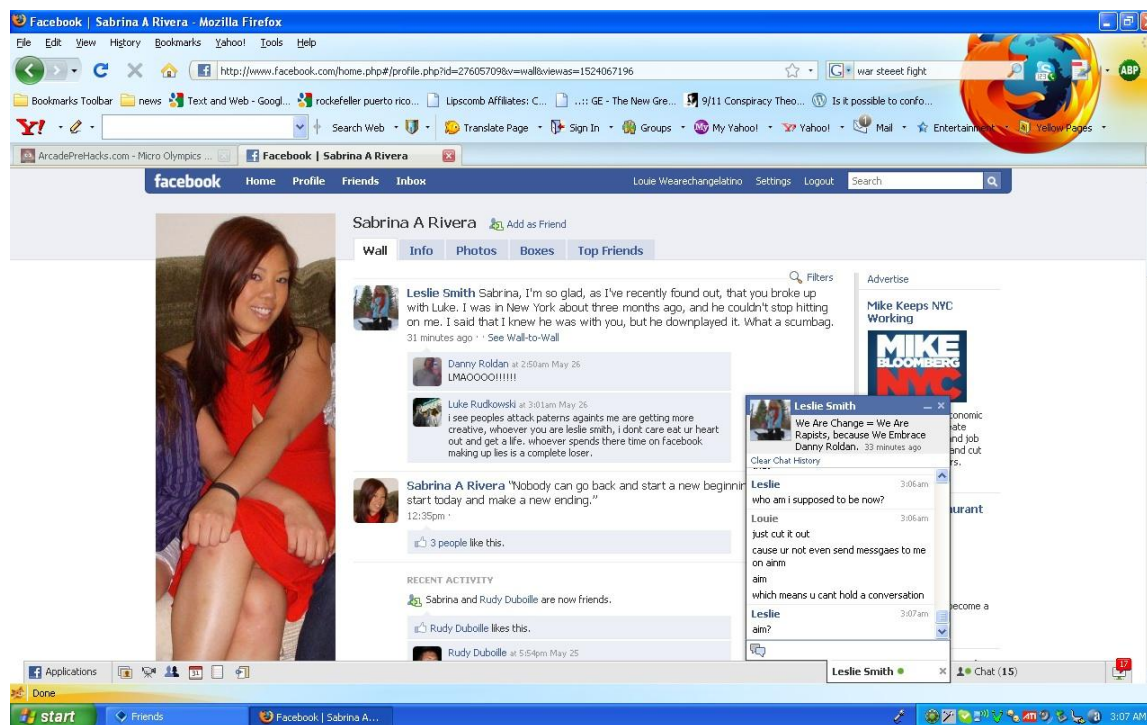 Facebook | Sabrina A Rivera - Mozilla Firefox
File Edit View History Bookmarks Yahoo! Tools Help
http://www.facebook.com/home.php#/profile.php?id=27605709&v=wall&viewas=1524067196
war steeet fight
ABP
Bookmarks Toolbar news Text and Web - Googl... rockefeller puerto rico... Lipscomb Affiliates: C... ..:: GE - The New Gre... 9/11 Conspiracy Theo... Is it possible to confo...
Y! Search Web Translate Page Sign In Groups My Yahoo! Yahoo! Mail Entertainment Yellow Pages
ArcadePreHacks.com - Micro Olympics ... Facebook | Sabrina A Rivera
facebook Home Profile Friends Inbox Louie Wearechangelatino Settings Logout Search
Sabrina A Rivera Add as Friend
Wall Info Photos Boxes Top Friends
Filters
Leslie Smith Sabrina, I'm so glad, as I've recently found out, that you broke up
with Luke. I was in New York about three months ago, and he couldn't stop hitting
on me. I said that I knew he was with you, but he downplayed it. What a scumbag.
31 minutes ago · · See Wall-to-Wall
Danny Roldan at 2:50am May 26
LMAOOOO!!!!!!
Luke Rudkowski at 3:01am May 26
i see peoples attack paterns againts me are getting more
creative, whoever you are leslie smith, i dont care eat ur heart
out and get a life. whoever spends there time on facebook
making up lies is a complete loser.
Sabrina A Rivera "Nobody can go back and start a new beginnin
start today and make a new ending."
12:35pm ·
3 people like this.
RECENT ACTIVITY
Sabrina and Rudy Duboille are now friends.
Rudy Duboille likes this.
Rudy Duboille at 5:54pm May 25
Advertise
Mike Keeps NYC
Working
MIKE
BLOOMBERG
NYC
onomic
eate
nd job
and cut
rs.
urant
ecome a
Leslie Smith
We Are Change = We Are
Rapists, because We Embrace
Danny Roldan. 33 minutes ago
Clear Chat History
Leslie 3:06am
who am i supposed to be now?
Louie 3:06am
just cut it out
cause ur not even send messgaes to me
on ainm
aim
which means u cant hold a conversation
Leslie 3:07am
aim?
Applications 31 Leslie Smith Chat (15) 17
Done
start Friends Facebook | Sabrina A... 3:07 AM